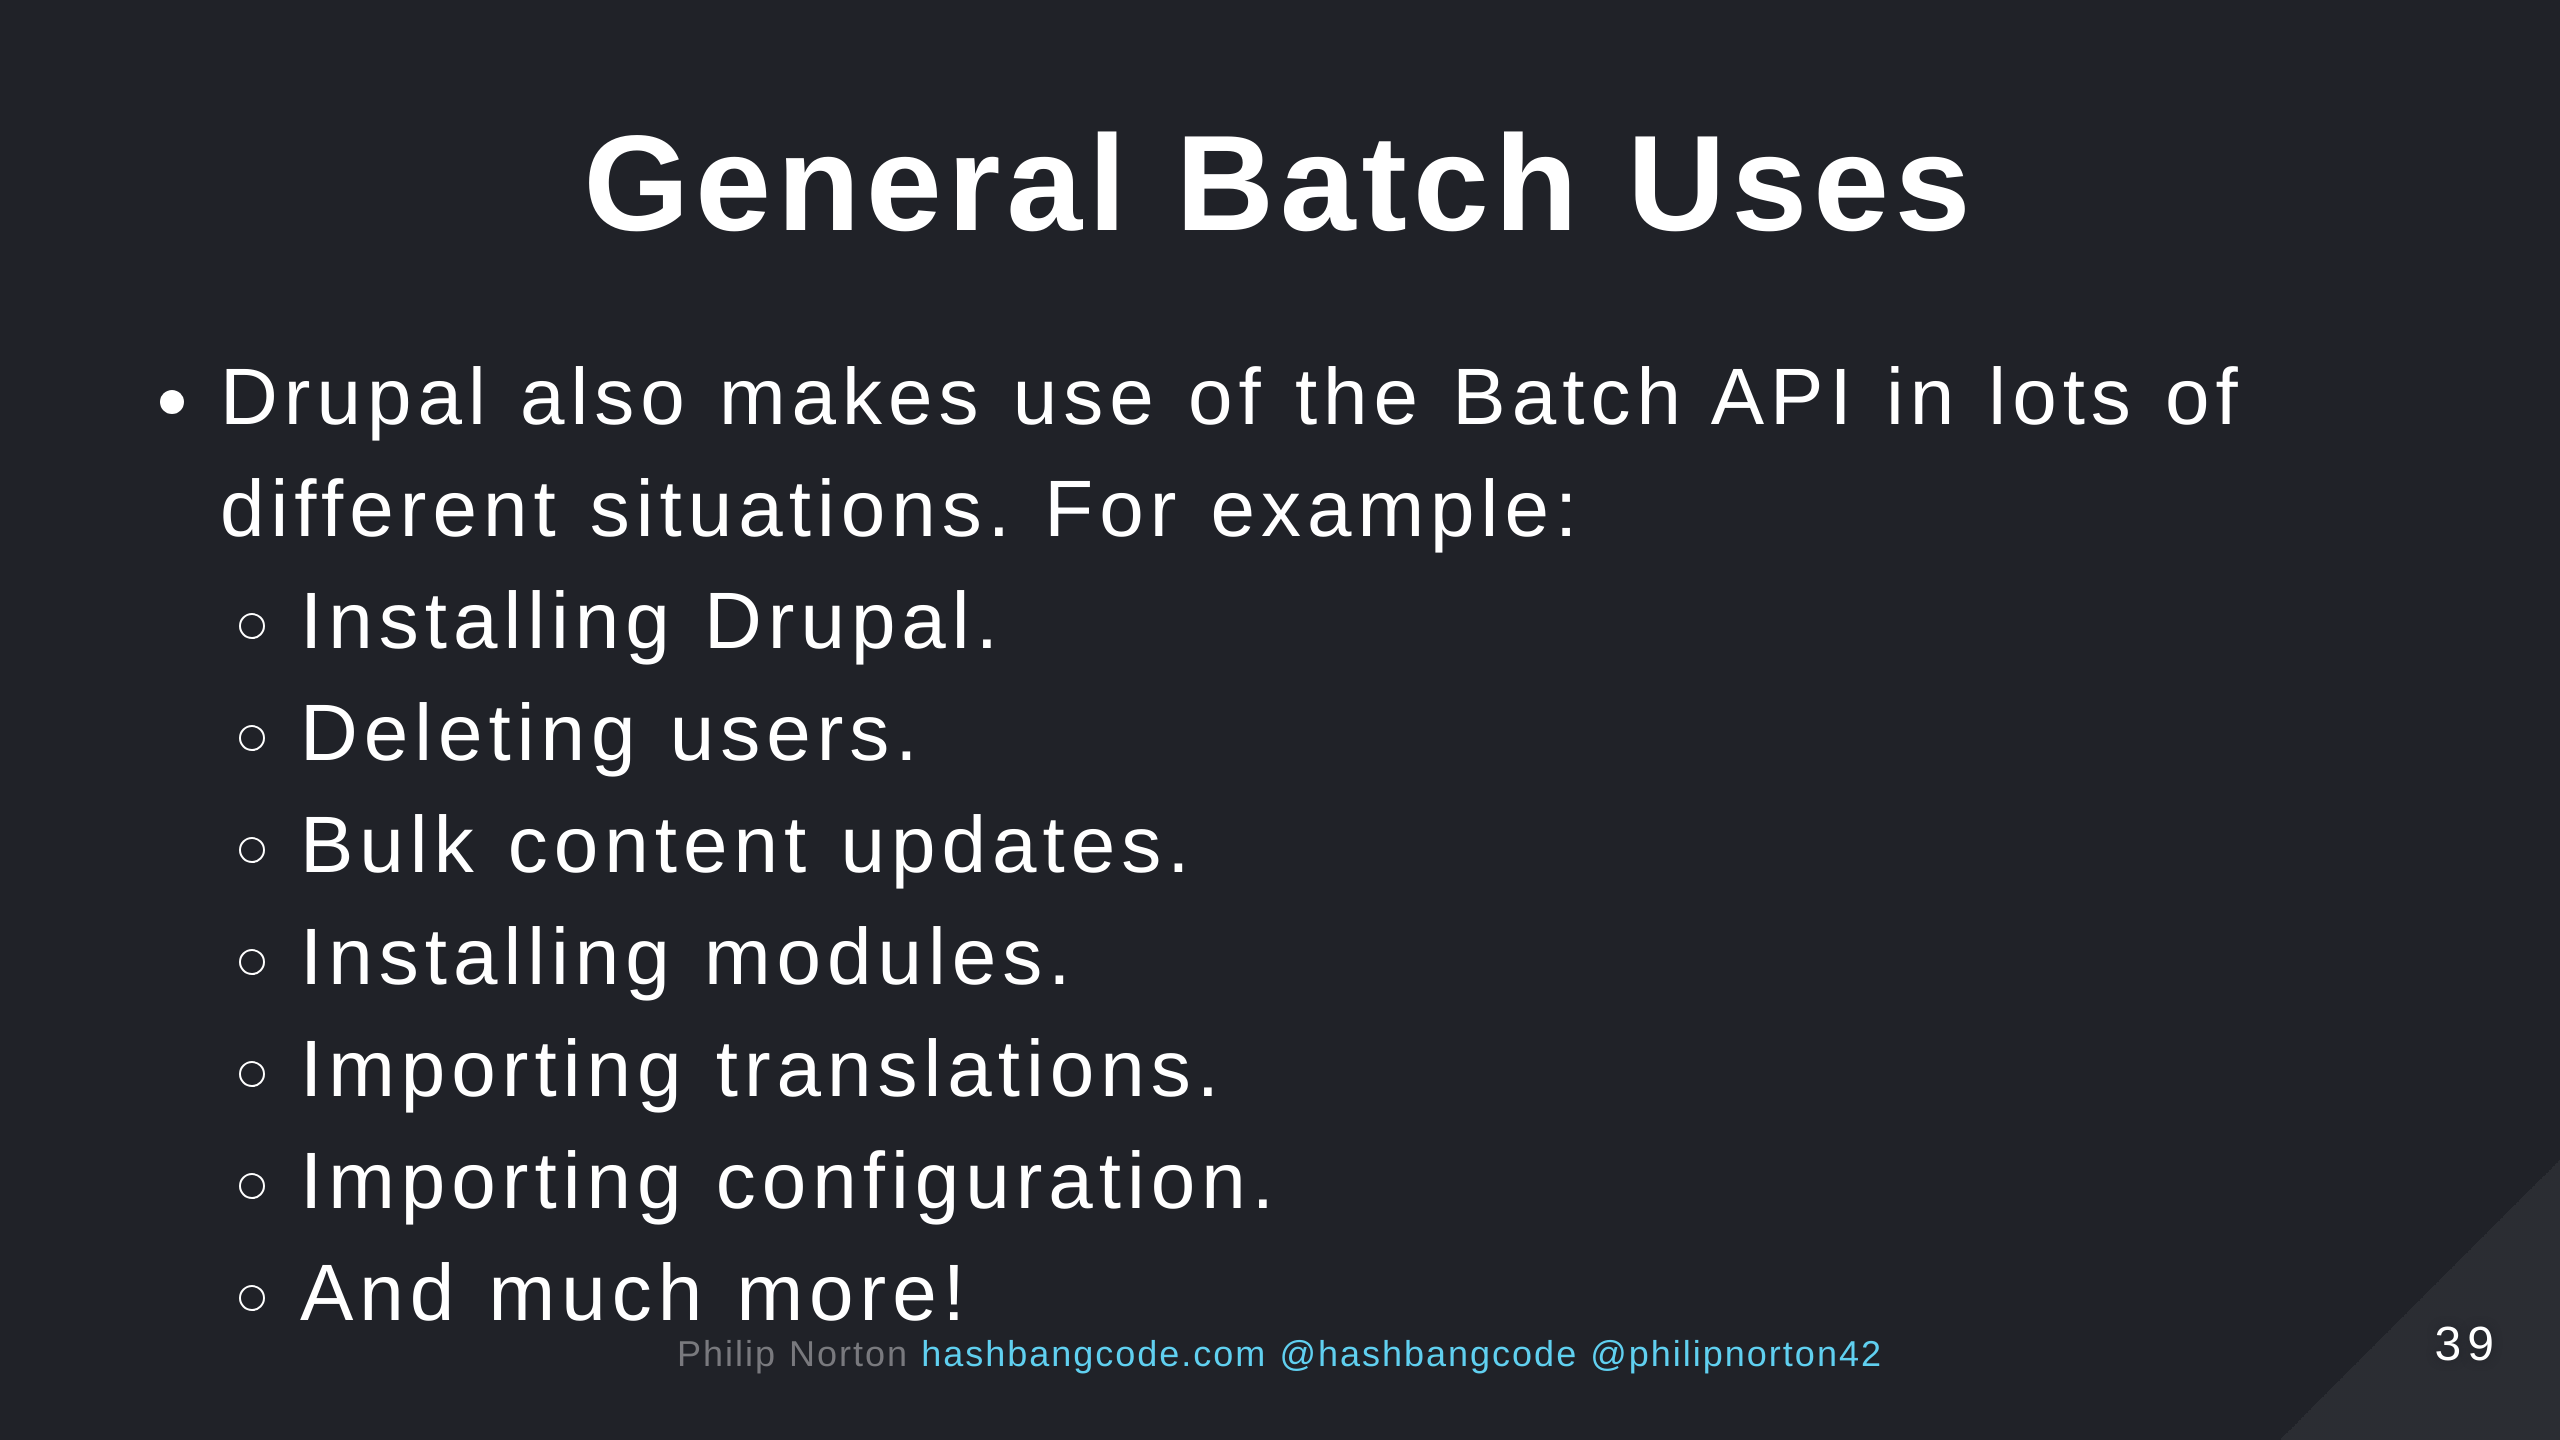 General Batch Uses
• Drupal also makes use of the Batch API in lots of
different situations. For example:
○ Installing Drupal.
○ Deleting users.
○ Bulk content updates.
○ Installing modules.
○ Importing translations.
○ Importing configuration.
○ And much more!
Philip Norton hashbangcode.com @hashbangcode @philipnorton42
39